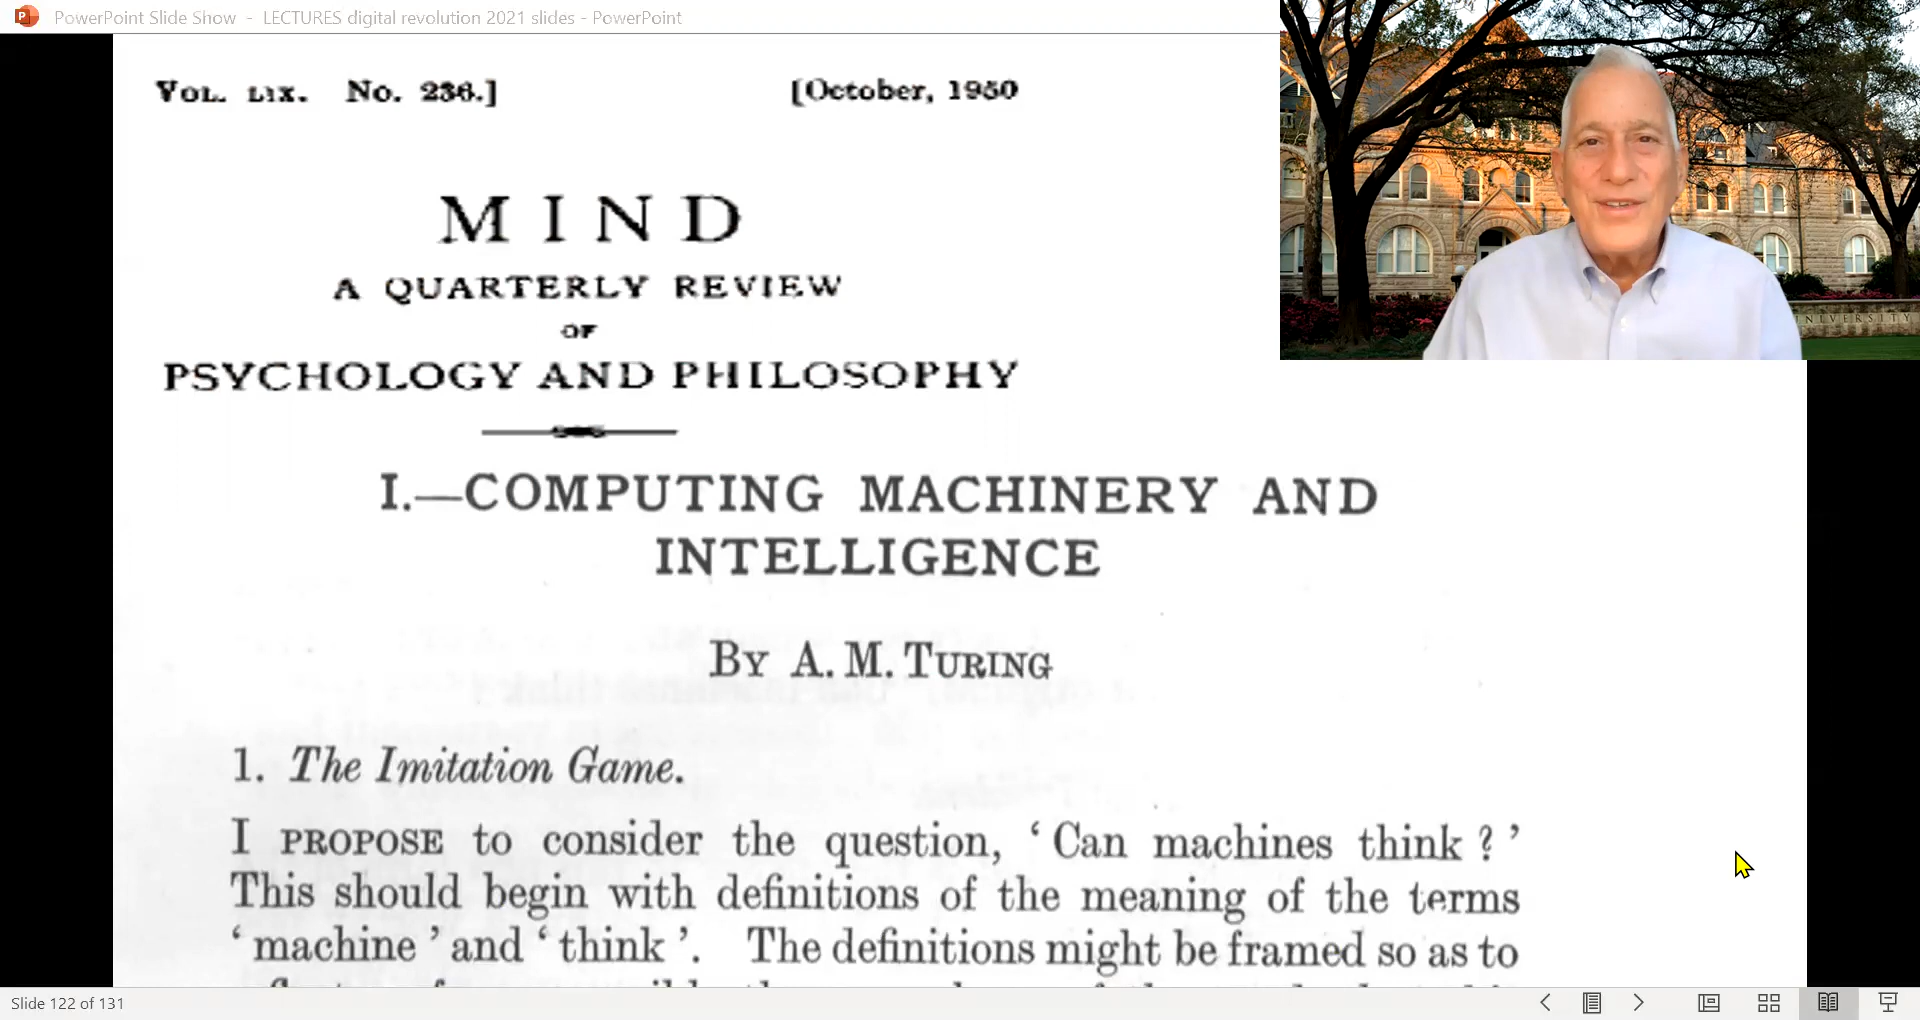 PowerPoint Slide Show - LECTURES digital revolution 2021 slides - PowerPoint
VOL. LIX. No. 236.] [October, 1950
MIND
A QUARTERLY REVIEW
OF
PSYCHOLOGY AND PHILOSOPHY
I.—COMPUTING MACHINERY AND
INTELLIGENCE
BY A. M. TURING
1. The Imitation Game.
I PROPOSE to consider the question, ‘Can machines think?’
This should begin with definitions of the meaning of the terms
‘machine’ and ‘think’. The definitions might be framed so as to
UNIVERSITY
Slide 122 of 131